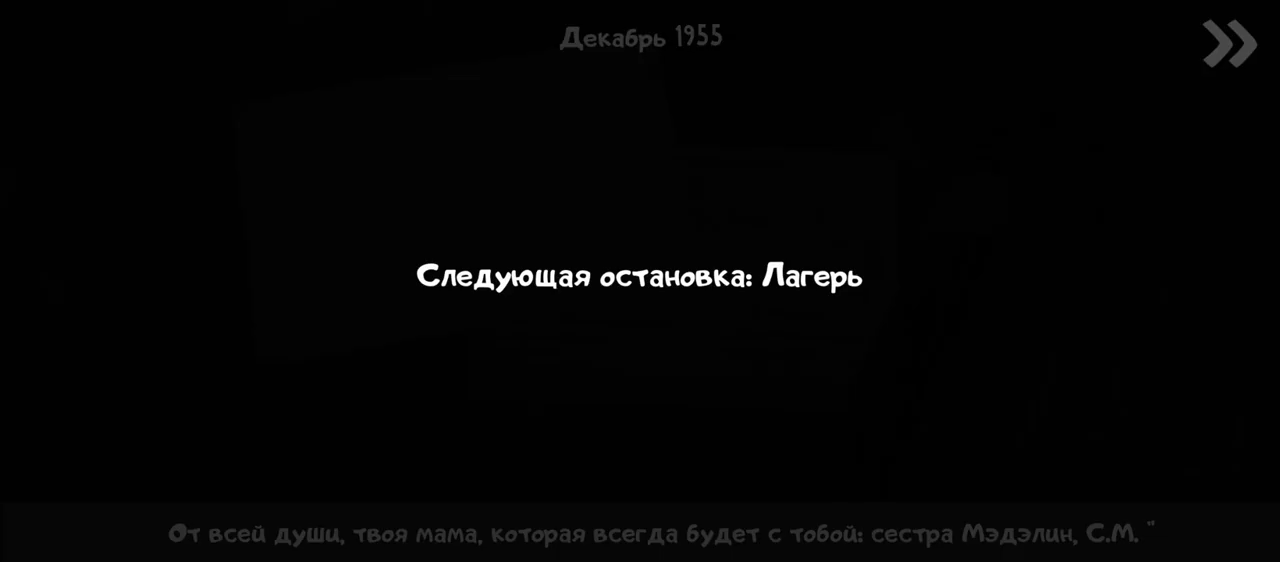 Декабрь 1955
Следующая остановка: Лагерь
От всей души, твоя мама, которая всегда будет с тобой: сестра Мэдэлин, С.М. "